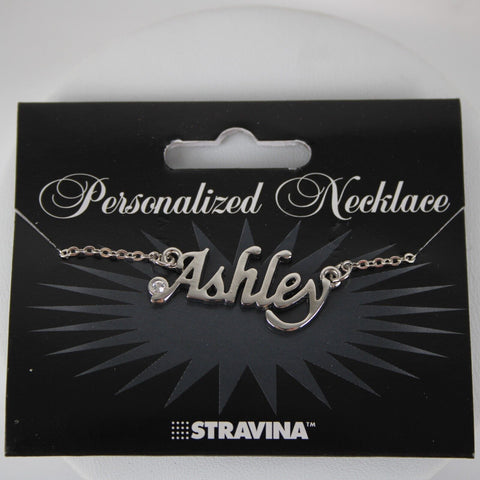 Personalized Necklace
Ashley
STRAVINA™